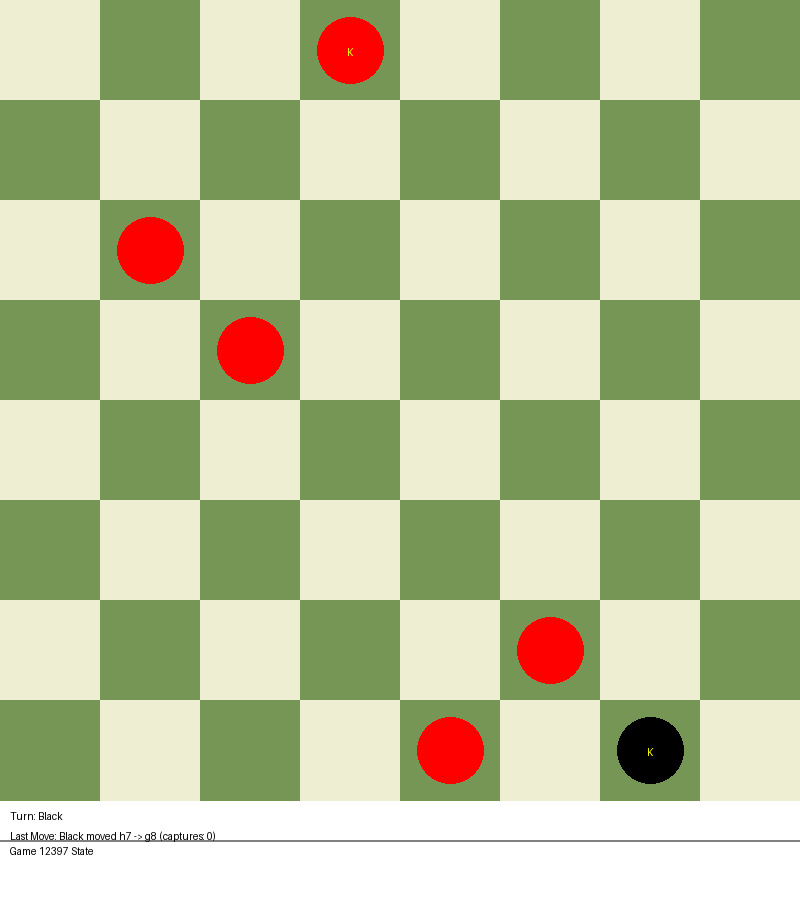 K
K
Turn: Black
Last Move: Black moved h7 -> g8 (captures: 0)
Game 12397 State